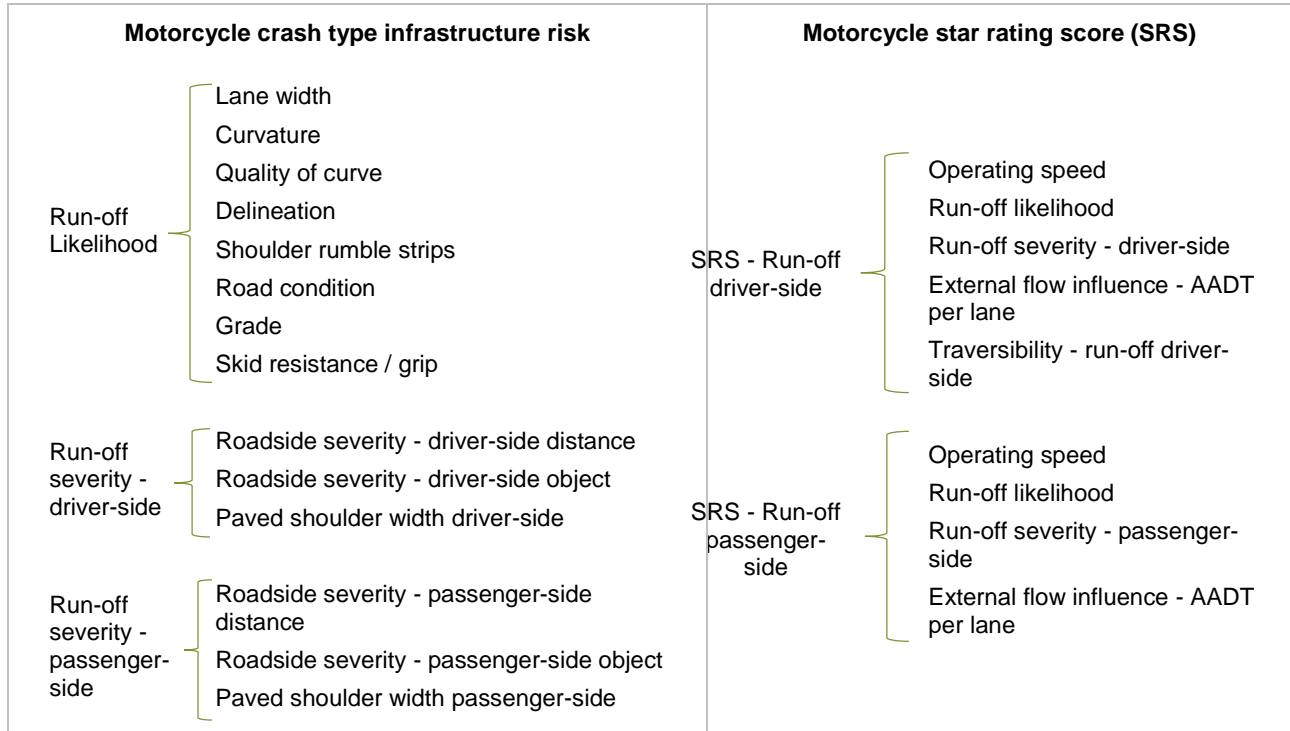 Motorcycle crash type infrastructure risk
Run-off
Likelihood
Lane width
Curvature
Quality of curve
Delineation
Shoulder rumble strips
Road condition
Grade
Skid resistance / grip
Run-off
severity -
driver-side
Roadside severity - driver-side distance
Roadside severity - driver-side object
Paved shoulder width driver-side
Run-off
severity -
passenger-
side
Roadside severity - passenger-side
distance
Roadside severity - passenger-side object
Paved shoulder width passenger-side
Motorcycle star rating score (SRS)
SRS - Run-off
driver-side
Operating speed
Run-off likelihood
Run-off severity - driver-side
External flow influence - AADT
per lane
Traversibility - run-off driver-
side
SRS - Run-off
passenger-
side
Operating speed
Run-off likelihood
Run-off severity - passenger-
side
External flow influence - AADT
per lane